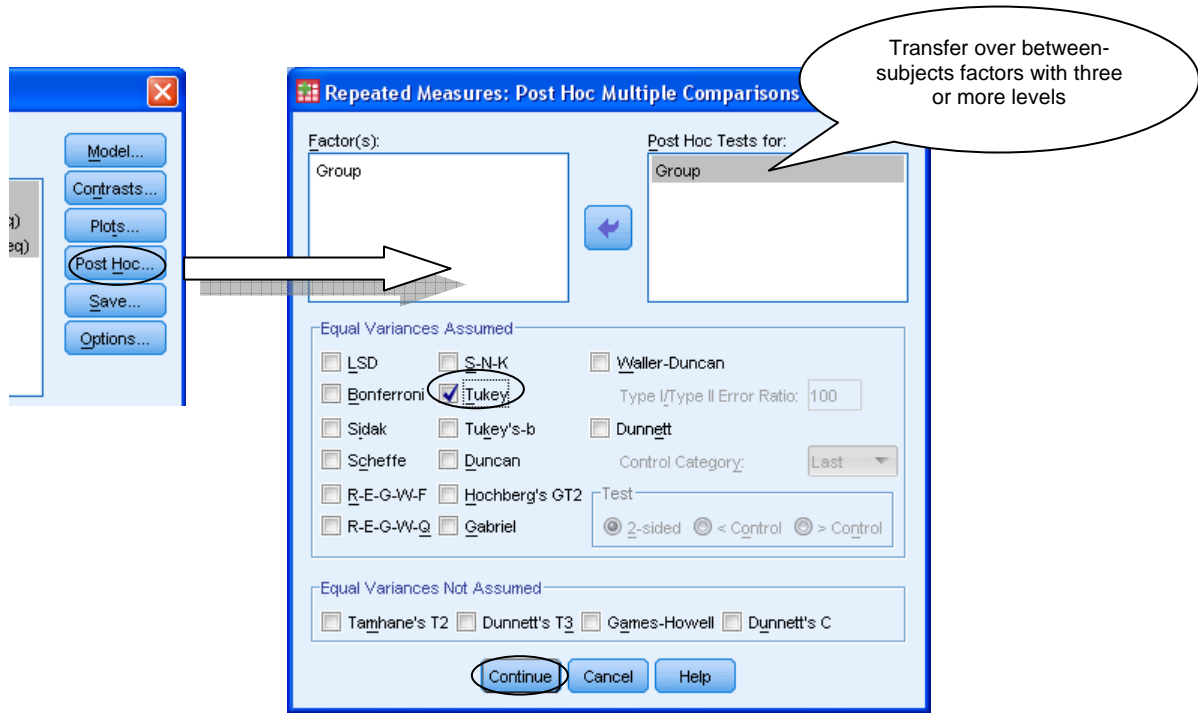 Transfer over between-
subjects factors with three
or more levels
Model...
Contrasts...
Plots...
Post Hoc...
Save...
Options...
Repeated Measures: Post Hoc Multiple Comparisons
Factor(s):
Group
Post Hoc Tests for:
Group
Equal Variances Assumed
LSD
S-N-K
Waller-Duncan
Bonferroni
Tukey
Type I/Type II Error Ratio: 100
Sidak
Tukey's-b
Dunnett
Scheffe
Duncan
Control Category: Last
R-E-G-W-F
Hochberg's GT2
Test
R-E-G-W-Q
Gabriel
2-sided
< Control
> Control
Equal Variances Not Assumed
Tamhane's T2
Dunnett's T3
Games-Howell
Dunnett's C
Continue
Cancel
Help